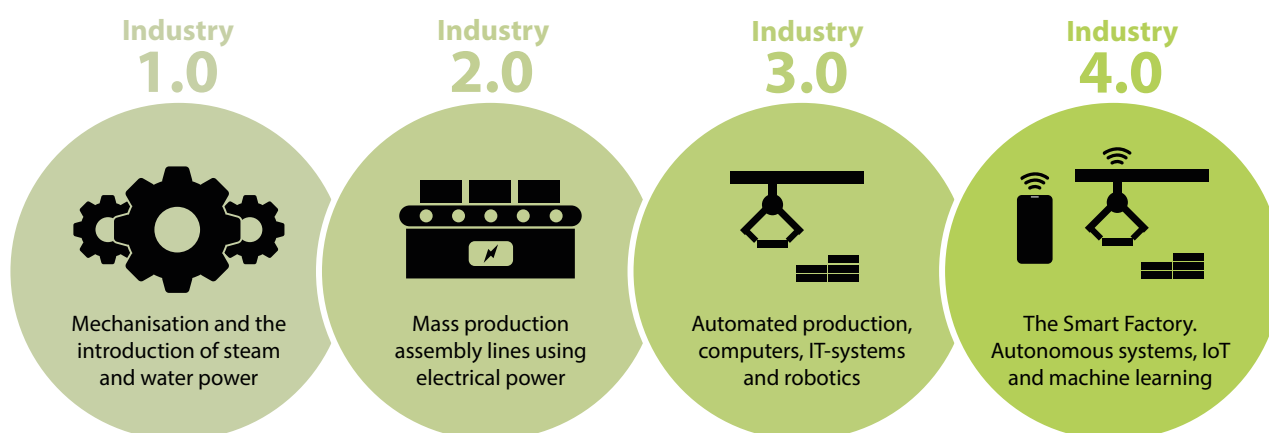 Industry
1.0
Mechanisation and the
introduction of steam
and water power
Industry
2.0
Mass production
assembly lines using
electrical power
Industry
3.0
Automated production,
computers, IT-systems
and robotics
Industry
4.0
The Smart Factory.
Autonomous systems, IoT
and machine learning